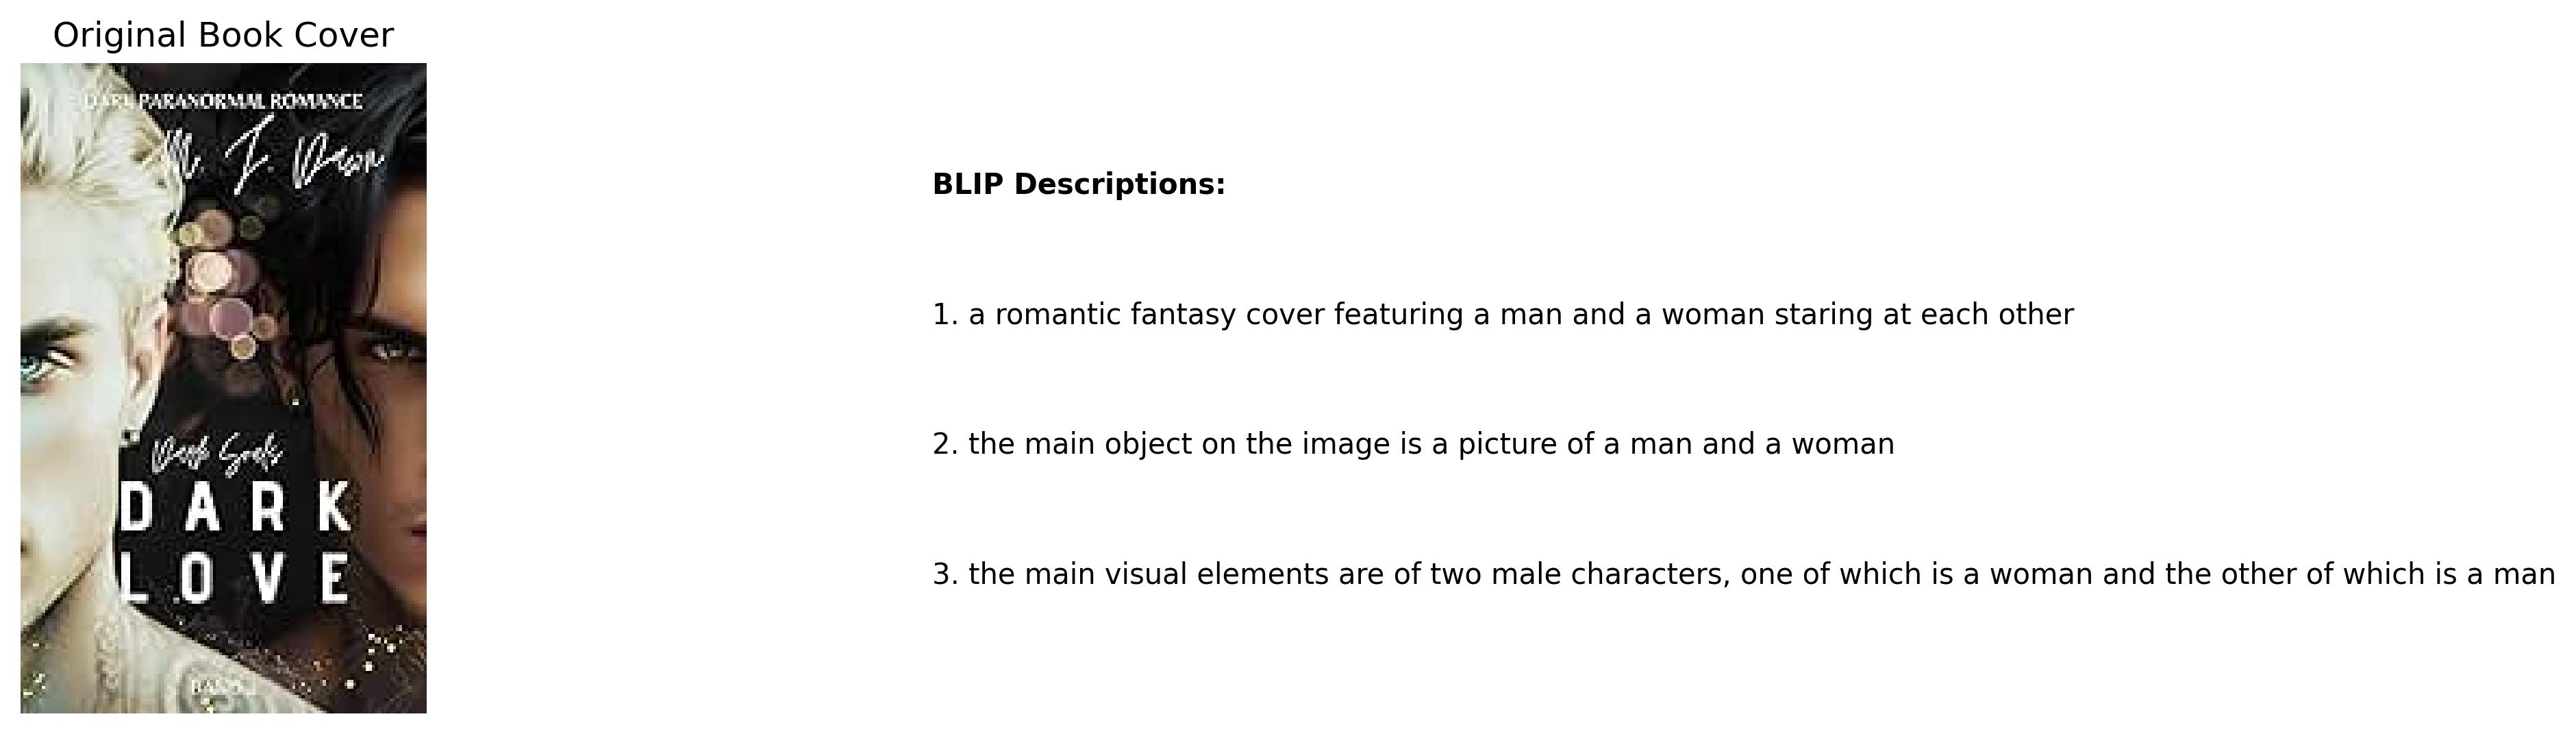 Original Book Cover
DARK PARANORMAL ROMANCE
M. J. Dawn
Dark Souls
DARK
LOVE
BLIP Descriptions:
1. a romantic fantasy cover featuring a man and a woman staring at each other
2. the main object on the image is a picture of a man and a woman
3. the main visual elements are of two male characters, one of which is a woman and the other of which is a man